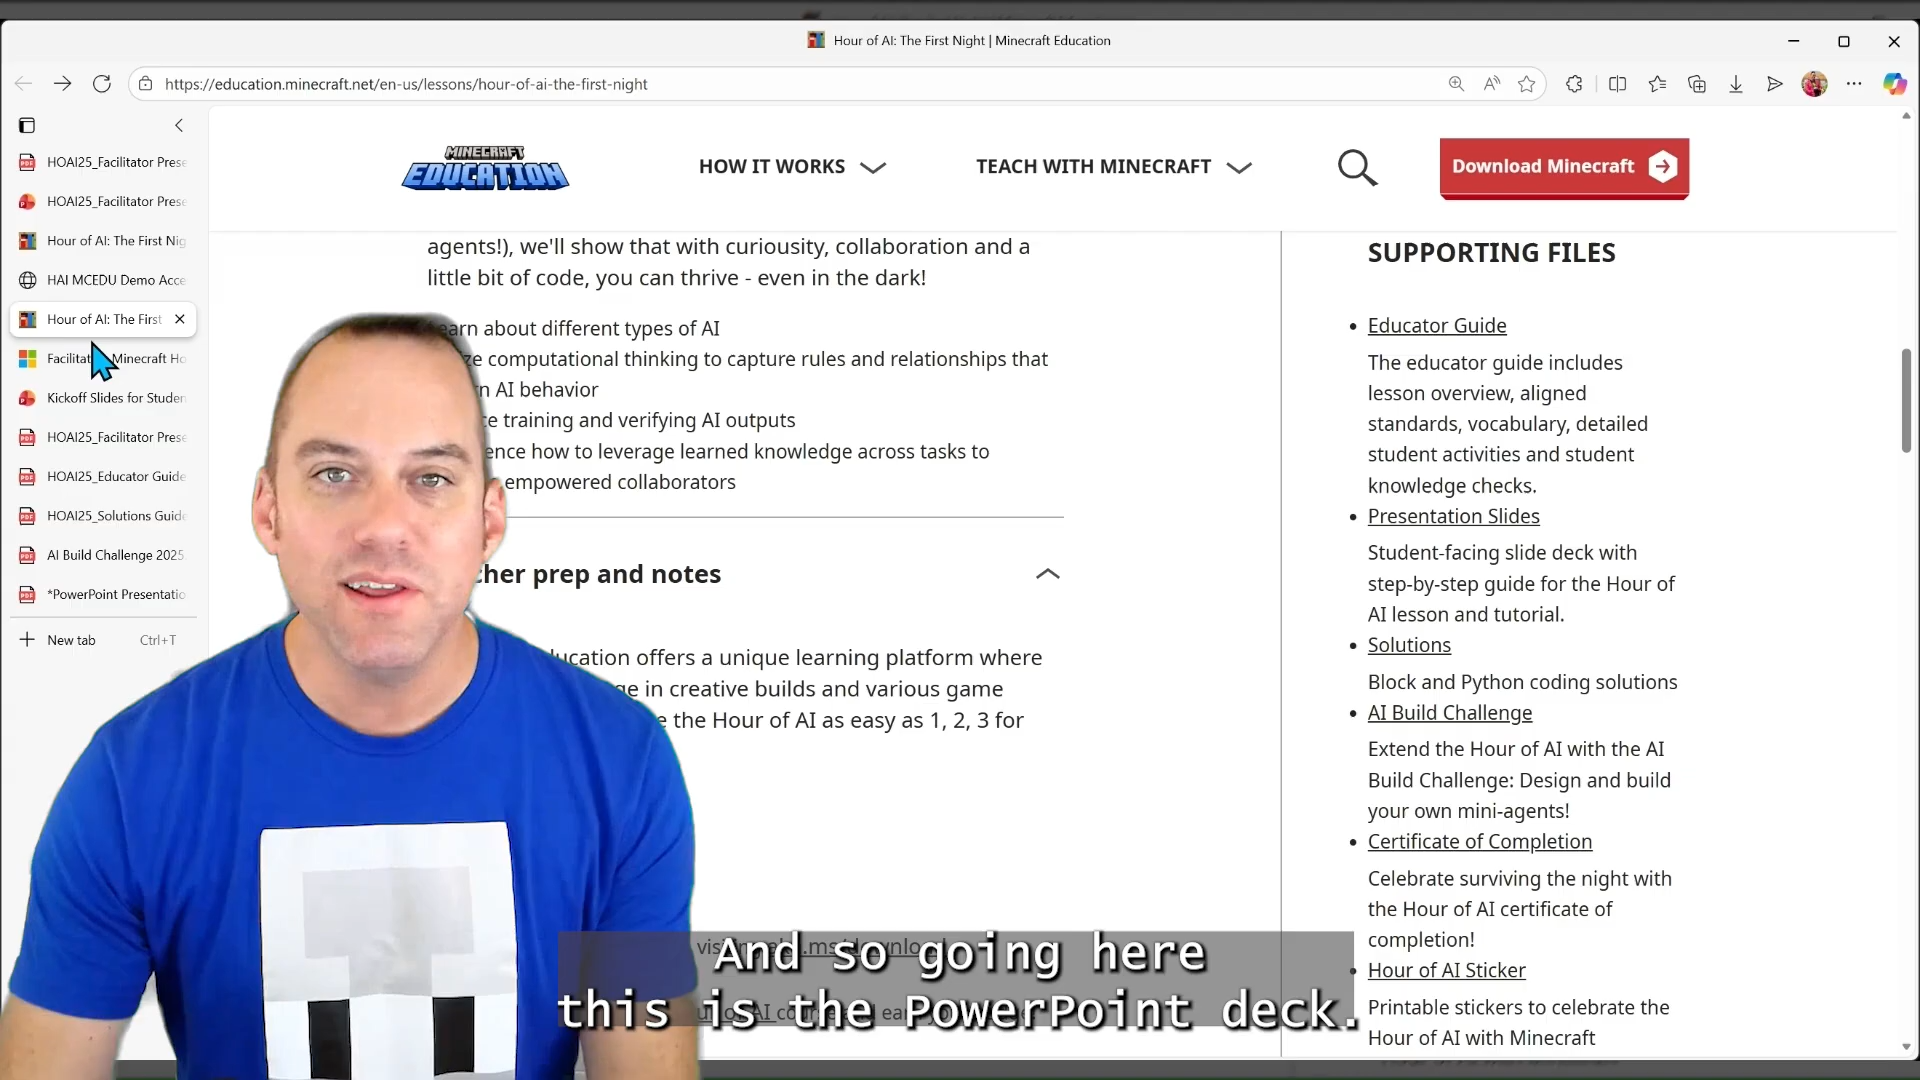 Hour of AI: The First Night | Minecraft Education
https://education.minecraft.net/en-us/lessons/hour-of-ai-the-first-night
HOAI25_Facilitator Prese
HOAI25_Facilitator Prese
Hour of AI: The First Nig
HAI MCEDU Demo Acce
Hour of AI: The First
Facilitat Minecraft Ho
Kickoff Slides for Studen
HOAI25_Facilitator Prese
HOAI25_Educator Guide
HOAI25_Solutions Guide
AI Build Challenge 2025
*PowerPoint Presentatio
New tab Ctrl+T
MINECRAFT
EDUCATION
HOW IT WORKS
TEACH WITH MINECRAFT
Download Minecraft
agents!), we'll show that with curiousity, collaboration and a
little bit of code, you can thrive - even in the dark!
earn about different types of AI
ze computational thinking to capture rules and relationships that
n AI behavior
ce training and verifying AI outputs
ence how to leverage learned knowledge across tasks to
empowered collaborators
cher prep and notes
ucation offers a unique learning platform where
ge in creative builds and various game
e the Hour of AI as easy as 1, 2, 3 for
SUPPORTING FILES
Educator Guide
The educator guide includes
lesson overview, aligned
standards, vocabulary, detailed
student activities and student
knowledge checks.
Presentation Slides
Student-facing slide deck with
step-by-step guide for the Hour of
AI lesson and tutorial.
Solutions
Block and Python coding solutions
AI Build Challenge
Extend the Hour of AI with the AI
Build Challenge: Design and build
your own mini-agents!
Certificate of Completion
Celebrate surviving the night with
the Hour of AI certificate of
completion!
Hour of AI Sticker
Printable stickers to celebrate the
Hour of AI with Minecraft
And so going here
this is the PowerPoint deck.